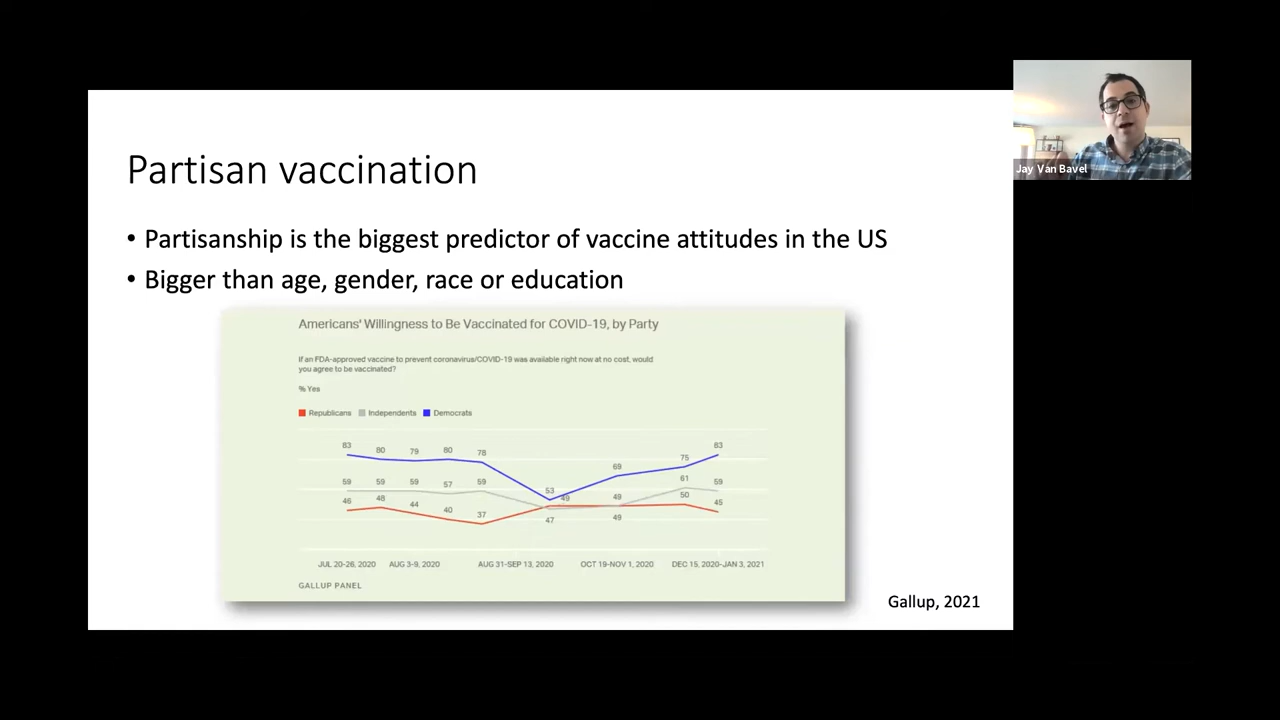 Jay Van Bavel
Partisan vaccination
• Partisanship is the biggest predictor of vaccine attitudes in the US
• Bigger than age, gender, race or education
Americans' Willingness to Be Vaccinated for COVID-19, by Party
If an FDA-approved vaccine to prevent coronavirus/COVID-19 was available right now at no cost, would
you agree to be vaccinated?
% Yes
Republicans Independents Democrats
83 80 79 80 78 53 69 75 83
59 59 59 57 59 47 49 61 59
46 48 44 40 37 49 49 50 45
JUL 20-26, 2020 AUG 3-9, 2020 AUG 31-SEP 13, 2020 OCT 19-NOV 1, 2020 DEC 15, 2020-JAN 3, 2021
GALLUP PANEL
Gallup, 2021